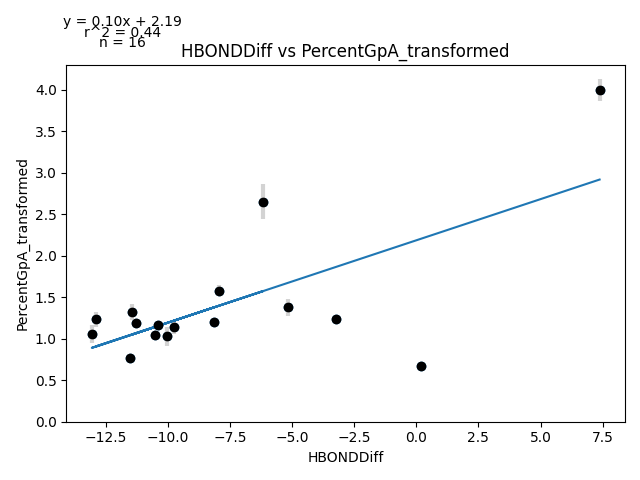 y = 0.10x + 2.19
r^2 = 0.44
n = 16
HBONDDiff vs PercentGpA_transformed
PercentGpA_transformed
4.0
3.5
3.0
2.5
2.0
1.5
1.0
0.5
0.0
−12.5 −10.0 −7.5 −5.0 −2.5 0.0 2.5 5.0 7.5
HBONDDiff